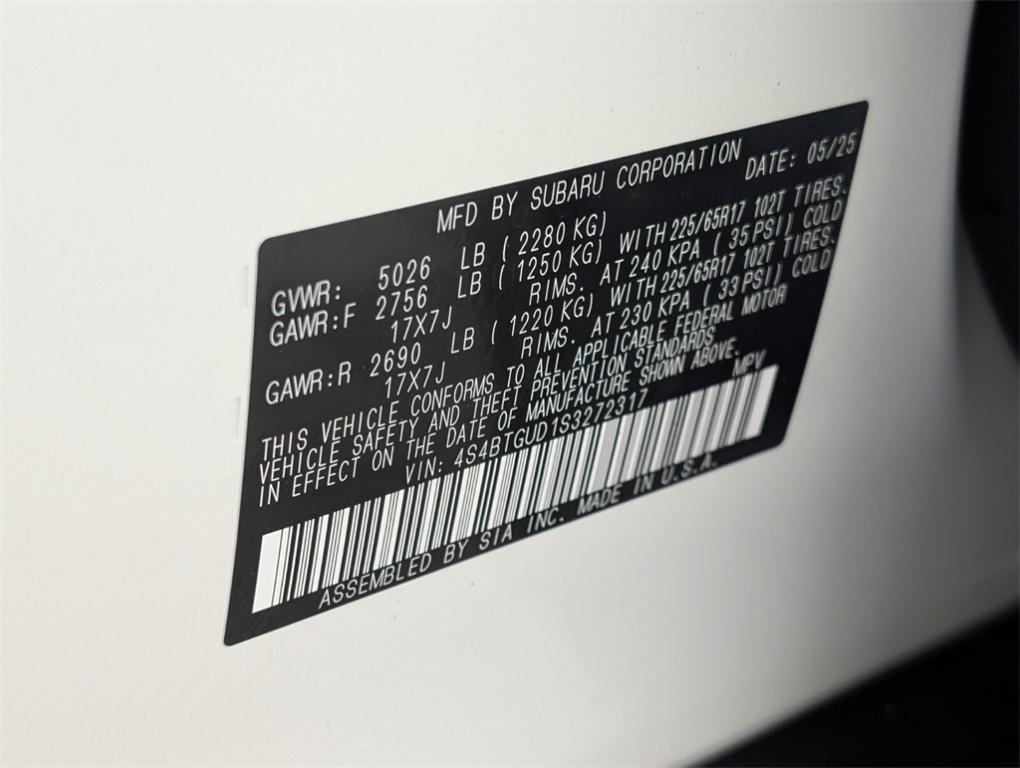 MFD BY SUBARU CORPORATION DATE: 05/25
GVWR: 5026 LB ( 2280 KG)
GAWR:F 2756 LB ( 1250 KG) WITH 225/65R17 102T TIRES.
17X7J RIMS. AT 240 KPA ( 35 PSI) COLD
GAWR:R 2690 LB ( 1220 KG) WITH 225/65R17 102T TIRES.
17X7J RIMS. AT 230 KPA ( 33 PSI) COLD
THIS VEHICLE CONFORMS TO ALL APPLICABLE FEDERAL MOTOR
VEHICLE SAFETY AND THEFT PREVENTION STANDARDS
IN EFFECT ON THE DATE OF MANUFACTURE SHOWN ABOVE.
VIN: 4S4BTGUD1S3272317 MPV
ASSEMBLED BY SIA INC. MADE IN U.S.A.